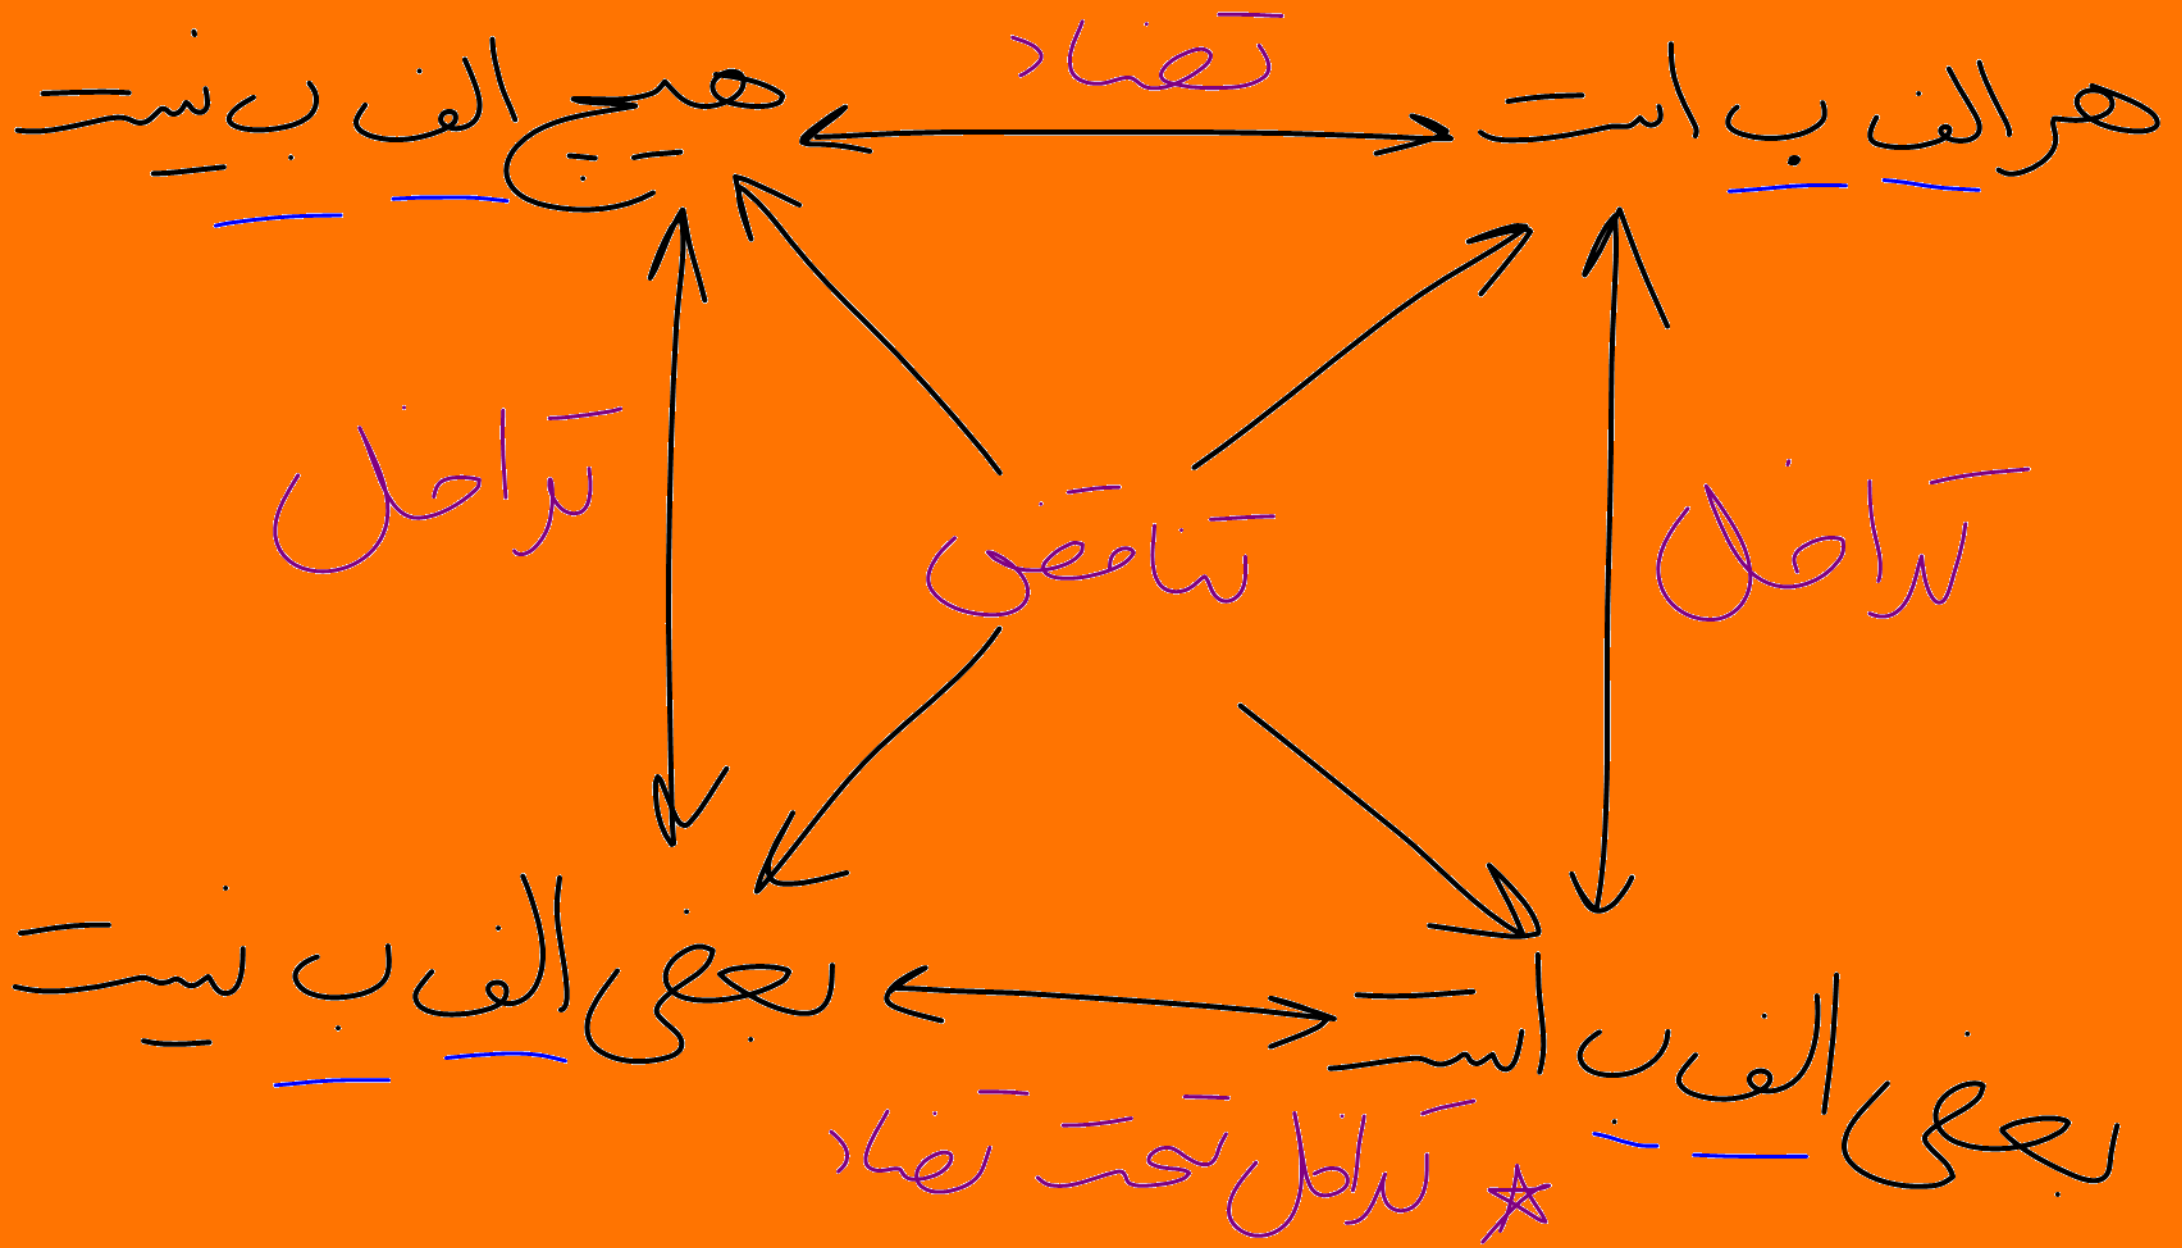 هر الف ب است
تضاد
هیچ الف ب نیست
تداخل
تناقض
تداخل
بعضی الف ب است
بعضی الف ب نیست
☆ تداخل تحت تضاد